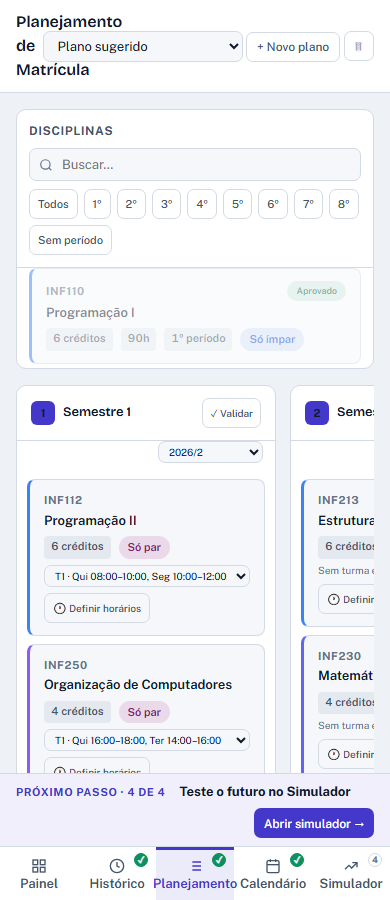 Planejamento
de Plano sugerido + Novo plano
Matrícula
DISCIPLINAS
Buscar...
Todos 1º 2º 3º 4º 5º 6º 7º 8º
Sem período
INF110 Aprovado
Programação I
6 créditos 90h 1º período Só ímpar
1 Semestre 1 ✓ Validar
2026/2
INF112
Programação II
6 créditos Só par
T1 · Qui 08:00–10:00, Seg 10:00–12:00
Definir horários
INF250
Organização de Computadores
4 créditos Só par
T1 · Qui 16:00–18:00, Ter 14:00–16:00
Definir horários
2
INF213
Estrutura
6 créditos
Sem turma
INF230
4 créditos
Sem turma
PRÓXIMO PASSO · 4 DE 4 Teste o futuro no Simulador
Abrir simulador →
Painel Histórico Planejamento Calendário 4 Simulador